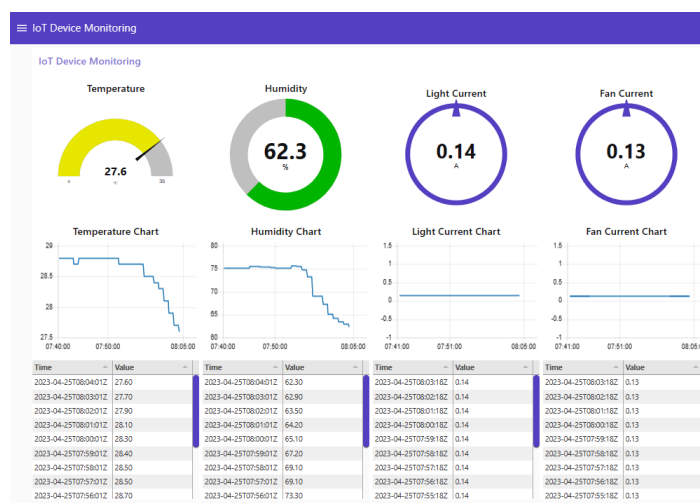 IoT Device Monitoring
IoT Device Monitoring
Temperature
Humidity
Light Current
Fan Current
27.6
35
62.3
%
0.14
A
0.13
A
Temperature Chart
Humidity Chart
Light Current Chart
Fan Current Chart
29
28.5
28
27.5
07:40:00 07:50:00 08:05:00
80
75
70
65
60
07:40:00 07:50:00 08:05:00
1.5
1
0.5
0
-0.5
-1
07:41:00 07:51:00 08:05:00
1.5
1
0.5
0
-0.5
-1
07:41:00 07:51:00 08:05:
Time Value Time Value Time Value Time Value
2023-04-25T08:04:01Z 27.60 2023-04-25T08:04:01Z 62.30 2023-04-25T08:03:18Z 0.14 2023-04-25T08:03:18Z 0.13
2023-04-25T08:03:01Z 27.70 2023-04-25T08:03:01Z 62.90 2023-04-25T08:02:18Z 0.14 2023-04-25T08:02:18Z 0.13
2023-04-25T08:02:01Z 27.90 2023-04-25T08:02:01Z 63.50 2023-04-25T08:01:18Z 0.14 2023-04-25T08:01:18Z 0.13
2023-04-25T08:01:01Z 28.10 2023-04-25T08:01:01Z 64.20 2023-04-25T08:00:18Z 0.14 2023-04-25T08:00:18Z 0.13
2023-04-25T08:00:01Z 28.30 2023-04-25T08:00:01Z 65.10 2023-04-25T07:59:18Z 0.14 2023-04-25T07:59:18Z 0.13
2023-04-25T07:59:01Z 28.40 2023-04-25T07:59:01Z 67.20 2023-04-25T07:58:18Z 0.14 2023-04-25T07:58:18Z 0.13
2023-04-25T07:58:01Z 28.50 2023-04-25T07:58:01Z 69.10 2023-04-25T07:57:18Z 0.14 2023-04-25T07:57:18Z 0.13
2023-04-25T07:57:01Z 28.50 2023-04-25T07:57:01Z 69.10 2023-04-25T07:56:18Z 0.14 2023-04-25T07:56:18Z 0.13
2023-04-25T07:56:01Z 28.70 2023-04-25T07:56:01Z 73.30 2023-04-25T07:55:18Z 0.14 2023-04-25T07:55:18Z 0.13